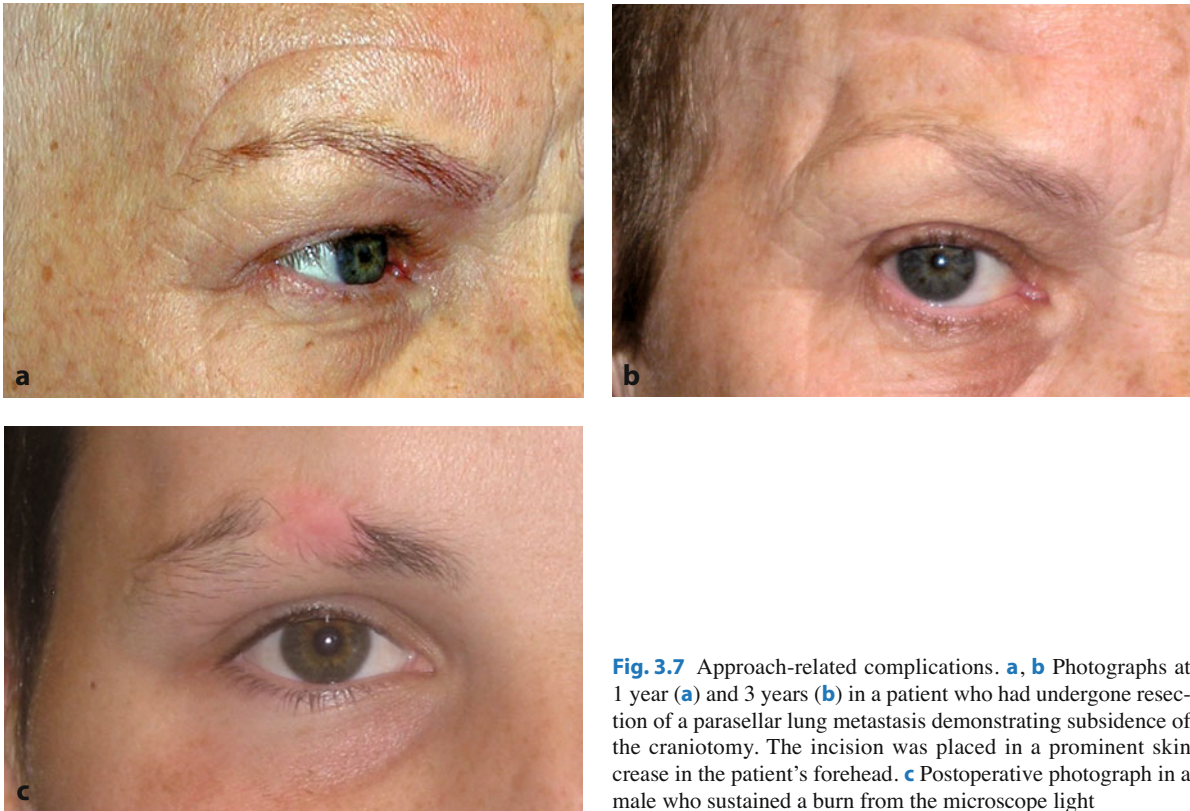 a
b
c
Fig. 3.7 Approach-related complications. a, b Photographs at
1 year (a) and 3 years (b) in a patient who had undergone resec-
tion of a parasellar lung metastasis demonstrating subsidence of
the craniotomy. The incision was placed in a prominent skin
crease in the patient's forehead. c Postoperative photograph in a
male who sustained a burn from the microscope light